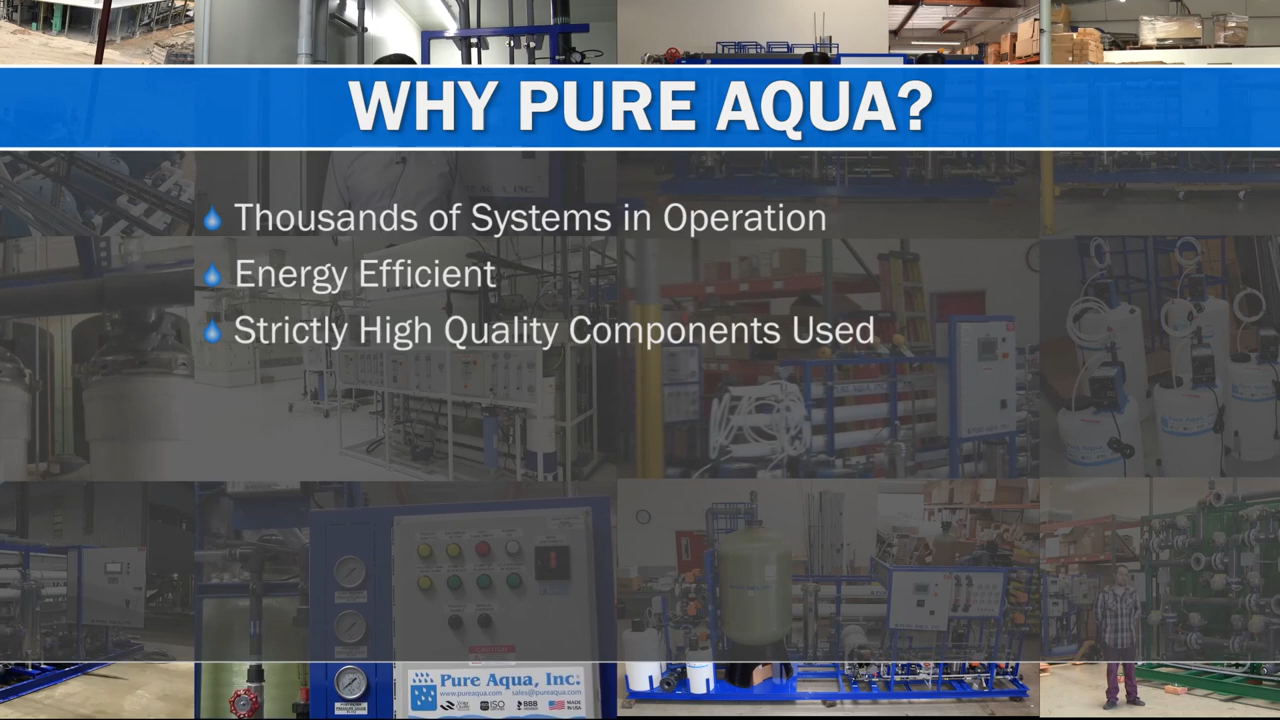 WHY PURE AQUA?
Thousands of Systems in Operation
Energy Efficient
Strictly High Quality Components Used
CAUTION
Pure Aqua, Inc.
www.pureaqua.com sales@pureaqua.com
ISO
BBB
MADE IN USA